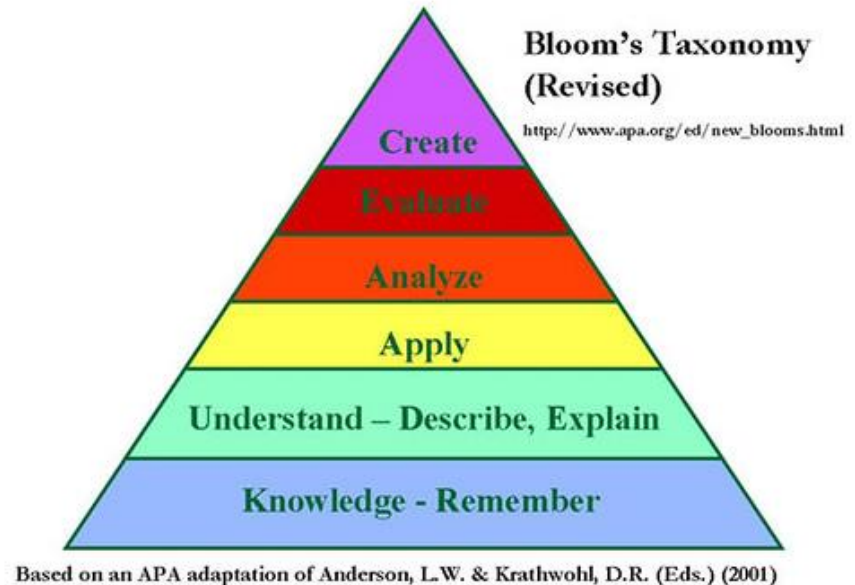 Bloom's Taxonomy
(Revised)
http://www.apa.org/ed/new_blooms.html
Create
Evaluate
Analyze
Apply
Understand – Describe, Explain
Knowledge - Remember
Based on an APA adaptation of Anderson, L.W. & Krathwohl, D.R. (Eds.) (2001)